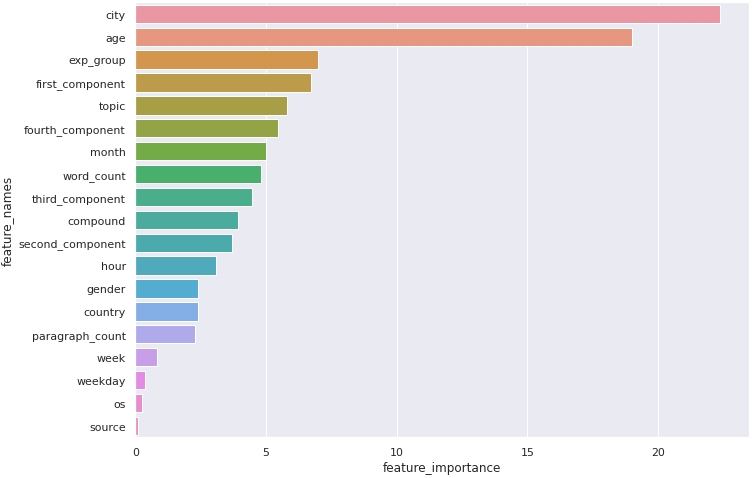 city
age
exp_group
first_component
topic
fourth_component
month
word_count
third_component
compound
second_component
hour
gender
country
paragraph_count
week
weekday
os
source
feature_names
0 5 10 15 20
feature_importance